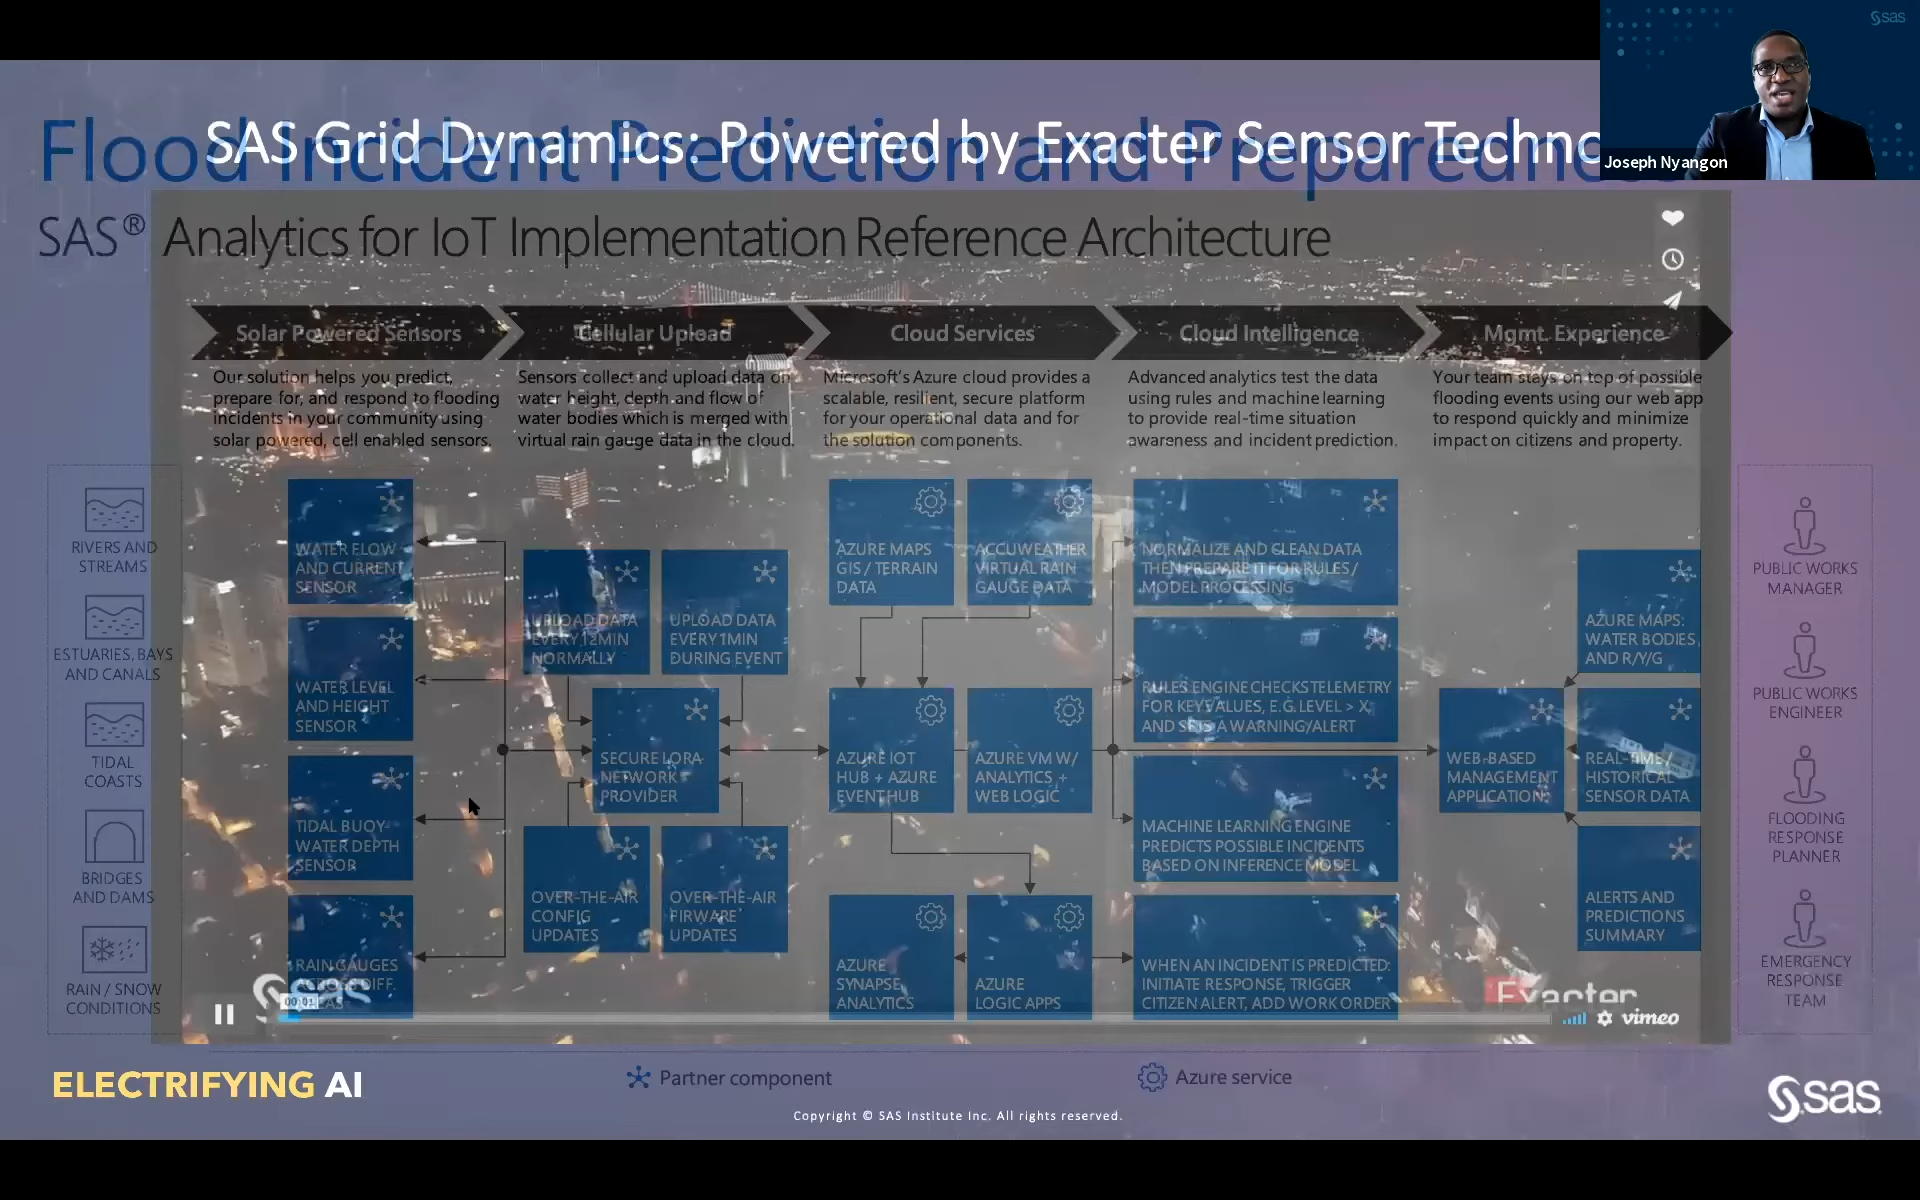 sas
Joseph Nyangon
Flood Incident Prediction and Preparedness
SAS Grid Dynamics: Powered by Exacter Sensor Techno
SAS® Analytics for IoT Implementation Reference Architecture
Solar Powered Sensors
Cellular Upload
Cloud Services
Cloud Intelligence
Mgmt. Experience
Our solution helps you predict,
prepare for, and respond to flooding
incidents in your community using
solar powered, cell enabled sensors.
Sensors collect and upload data on
water height, depth and flow of
water bodies which is merged with
virtual rain gauge data in the cloud.
Microsoft's Azure cloud provides a
scalable, resilient, secure platform
for your operational data and for
the solution components.
Advanced analytics test the data
using rules and machine learning
to provide real-time situation
awareness and incident prediction.
Your team stays on top of possible
flooding events using our web app
to respond quickly and minimize
impact on citizens and property.
RIVERS AND
STREAMS
ESTUARIES, BAYS
AND CANALS
TIDAL
COASTS
BRIDGES
AND DAMS
RAIN / SNOW
CONDITIONS
WATER FLOW
AND CURRENT
SENSOR
WATER LEVEL
AND HEIGHT
SENSOR
TIDAL BUOY-
WATER DEPTH
SENSOR
RAIN GAUGES
ACROSS DIFF.
UPLOAD DATA
EVERY 12MIN
NORMALLY
UPLOAD DATA
EVERY 1MIN
DURING EVENT
SECURE LORA
NETWORK
PROVIDER
OVER-THE-AIR
CONFIG
UPDATES
OVER-THE-AIR
FIRWARE
UPDATES
AZURE MAPS
GIS / TERRAIN
DATA
ACCUWEATHER
VIRTUAL RAIN
GAUGE DATA
AZURE IOT
HUB + AZURE
EVENT HUB
AZURE VM W/
ANALYTICS +
WEB LOGIC
AZURE
SYNAPSE
ANALYTICS
AZURE
LOGIC APPS
NORMALIZE AND CLEAN DATA
THEN PREPARE IT FOR RULES /
MODEL PROCESSING
RULES ENGINE CHECKS TELEMETRY
FOR KEY VALUES, E.G. LEVEL > X,
AND SETS A WARNING/ALERT
MACHINE LEARNING ENGINE
PREDICTS POSSIBLE INCIDENTS
BASED ON INFERENCE MODEL
WHEN AN INCIDENT IS PREDICTED:
INITIATE RESPONSE, TRIGGER
CITIZEN ALERT, ADD WORK ORDER
WEB-BASED
MANAGEMENT
APPLICATION
AZURE MAPS:
WATER BODIES
AND R/Y/G
REAL-TIME /
HISTORICAL
SENSOR DATA
ALERTS AND
PREDICTIONS
SUMMARY
PUBLIC WORKS
MANAGER
PUBLIC WORKS
ENGINEER
FLOODING
RESPONSE
PLANNER
EMERGENCY
RESPONSE
TEAM
sas
00:01
Exacter
vimeo
ELECTRIFYING AI
Partner component
Azure service
Copyright © SAS Institute Inc. All rights reserved.
sas